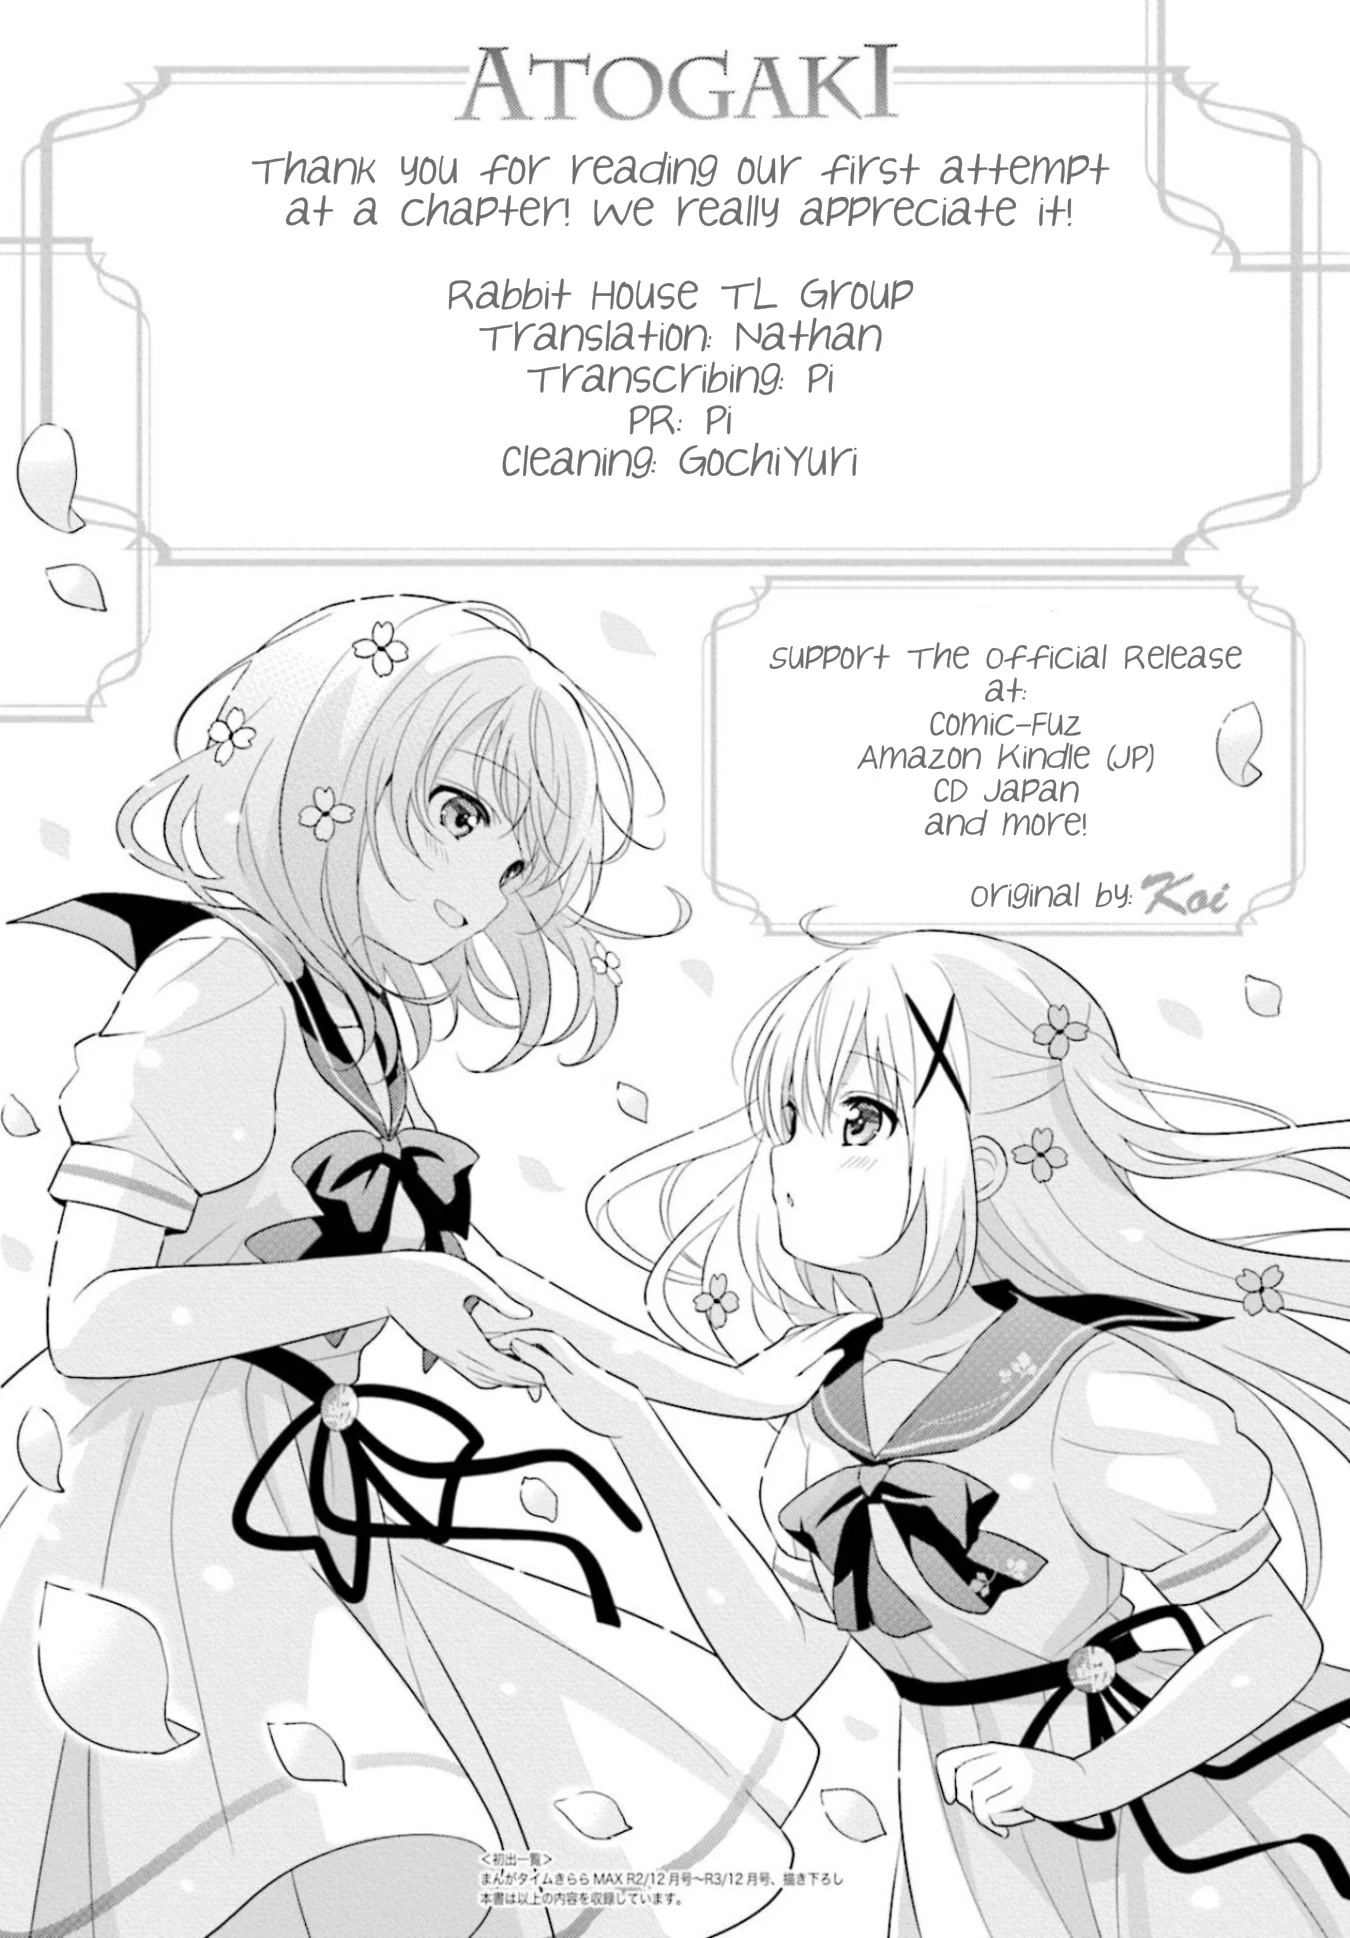 ATOGAKI
Thank you for reading our first attempt
at a chapter! We really appreciate it!
Rabbit House TL Group
Translation: Nathan
Transcribing: Pi
PR: Pi
Cleaning: GochiYuri
Support The Official Release
at:
Comic-Fuz
Amazon Kindle (JP)
CD Japan
and more!
Original by: Koi
＜初出一覧＞
まんがタイムきららMAX R2/12月号〜R3/12月号、描き下ろし
本書は以上の内容を収録しています。